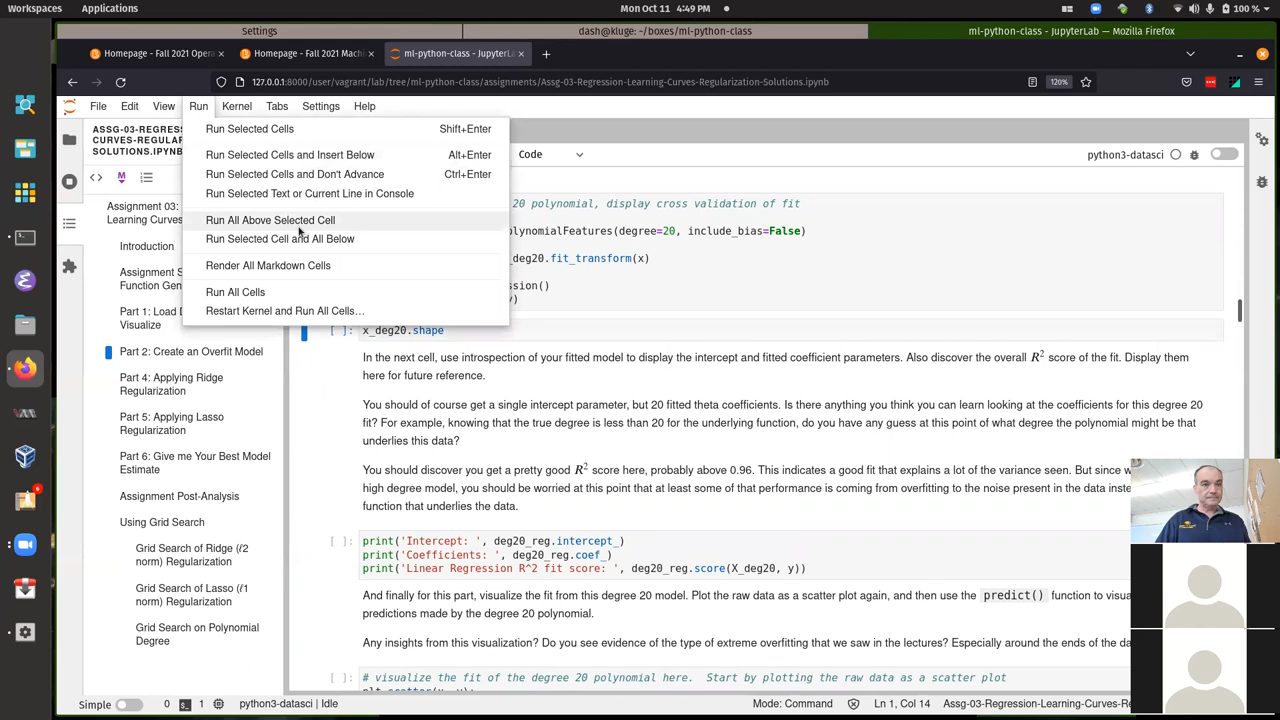 Workspaces Applications Mon Oct 11 4:49 PM 100 %
Settings dash@kluge: ~/boxes/ml-python-class ml-python-class - JupyterLab — Mozilla Firefox
Homepage - Fall 2021 Opera Homepage - Fall 2021 Machi ml-python-class - JupyterLab
127.0.0.1:8000/user/vagrant/lab/tree/ml-python-class/assignments/Assg-03-Regression-Learning-Curves-Regularization-Solutions.ipynb 120%
File Edit View Run Kernel Tabs Settings Help
ASSG-03-REGRES
CURVES-REGULAR
SOLUTIONS.IPYNB
Assignment 03:
Learning Curves
Introduction
Assignment S
Function Gen
Part 1: Load D
Visualize
Part 2: Create an Overfit Model
Part 4: Applying Ridge
Regularization
Part 5: Applying Lasso
Regularization
Part 6: Give me Your Best Model
Estimate
Assignment Post-Analysis
Using Grid Search
Grid Search of Ridge (ℓ2
norm) Regularization
Grid Search of Lasso (ℓ1
norm) Regularization
Grid Search on Polynomial
Degree
Run Selected Cells Shift+Enter
Run Selected Cells and Insert Below Alt+Enter
Run Selected Cells and Don't Advance Ctrl+Enter
Run Selected Text or Current Line in Console
Run All Above Selected Cell
Run Selected Cell and All Below
Render All Markdown Cells
Run All Cells
Restart Kernel and Run All Cells…
Code python3-datasci
20 polynomial, display cross validation of fit
olynomialFeatures(degree=20, include_bias=False)
_deg20.fit_transform(x)
ession()
y)
[ ]: x_deg20.shape
In the next cell, use introspection of your fitted model to display the intercept and fitted coefficient parameters. Also discover the overall R² score of the fit. Display them
here for future reference.
You should of course get a single intercept parameter, but 20 fitted theta coefficients. Is there anything you think you can learn looking at the coefficients for this degree 20
fit? For example, knowing that the true degree is less than 20 for the underlying function, do you have any guess at this point of what degree the polynomial might be that
underlies this data?
You should discover you get a pretty good R² score here, probably above 0.96. This indicates a good fit that explains a lot of the variance seen. But since w
high degree model, you should be worried at this point that at least some of that performance is coming from overfitting to the noise present in the data inste
function that underlies the data.
[ ]: print('Intercept: ', deg20_reg.intercept_)
print('Coefficients: ', deg20_reg.coef_)
print('Linear Regression R^2 fit score: ', deg20_reg.score(X_deg20, y))
And finally for this part, visualize the fit from this degree 20 model. Plot the raw data as a scatter plot again, and then use the predict() function to visua
predictions made by the degree 20 polynomial.
Any insights from this visualization? Do you see evidence of the type of extreme overfitting that we saw in the lectures? Especially around the ends of the da
[ ]: # visualize the fit of the degree 20 polynomial here. Start by plotting the raw data as a scatter plot
Simple 0 1 python3-datasci | Idle Mode: Command Ln 1, Col 14 Assg-03-Regression-Learning-Curves-Re